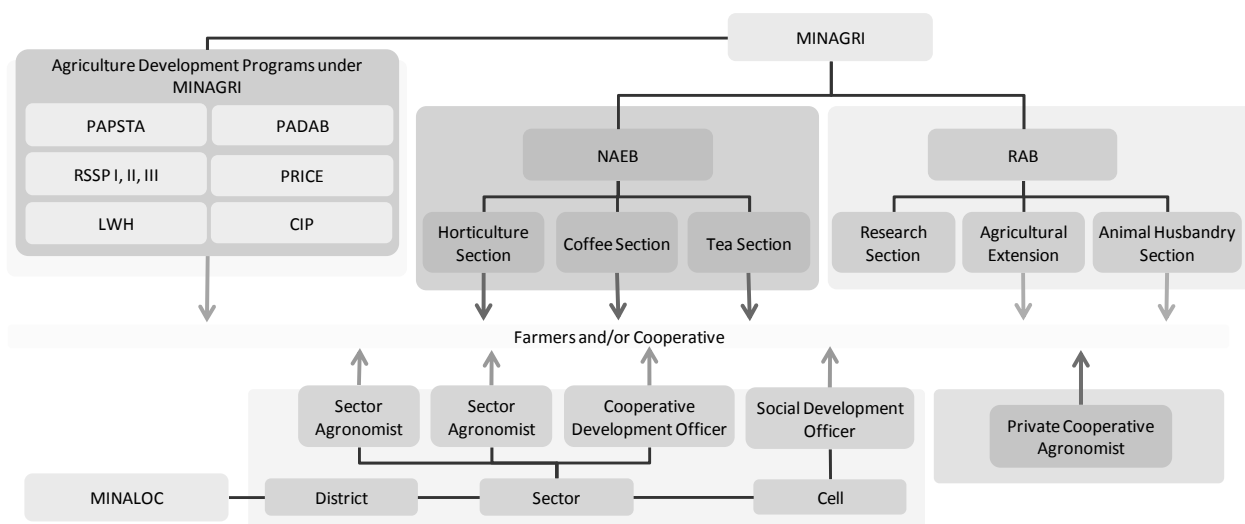 MINAGRI
Agriculture Development Programs under
MINAGRI
PAPSTA
PADAB
RSSP I, II, III
PRICE
LWH
CIP
NAEB
RAB
Horticulture
Section
Coffee Section
Tea Section
Research
Section
Agricultural
Extension
Animal Husbandry
Section
Farmers and/or Cooperative
Sector
Agronomist
Sector
Agronomist
Cooperative
Development Officer
Social Development
Officer
Private Cooperative
Agronomist
MINALOC
District
Sector
Cell